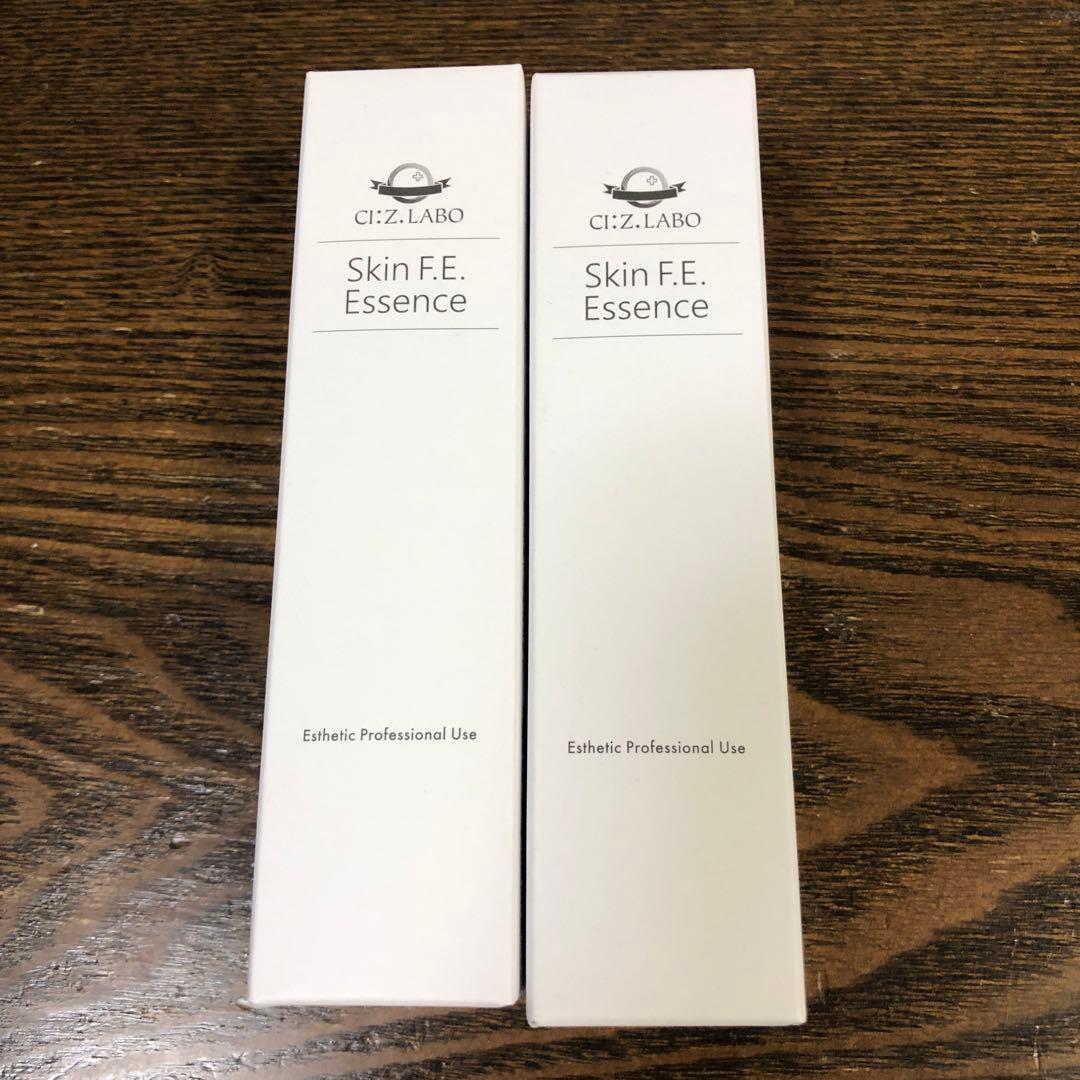 CI:Z.LABO
Skin F.E.
Essence
Esthetic Professional Use
CI:Z.LABO
Skin F.E.
Essence
Esthetic Professional Use